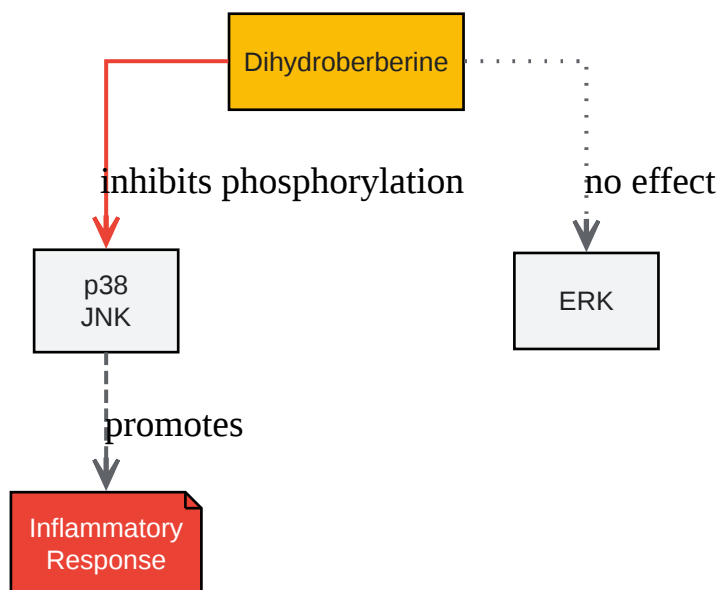 Dihydroberberine
inhibits phosphorylation
no effect
p38
JNK
ERK
promotes
Inflammatory
Response